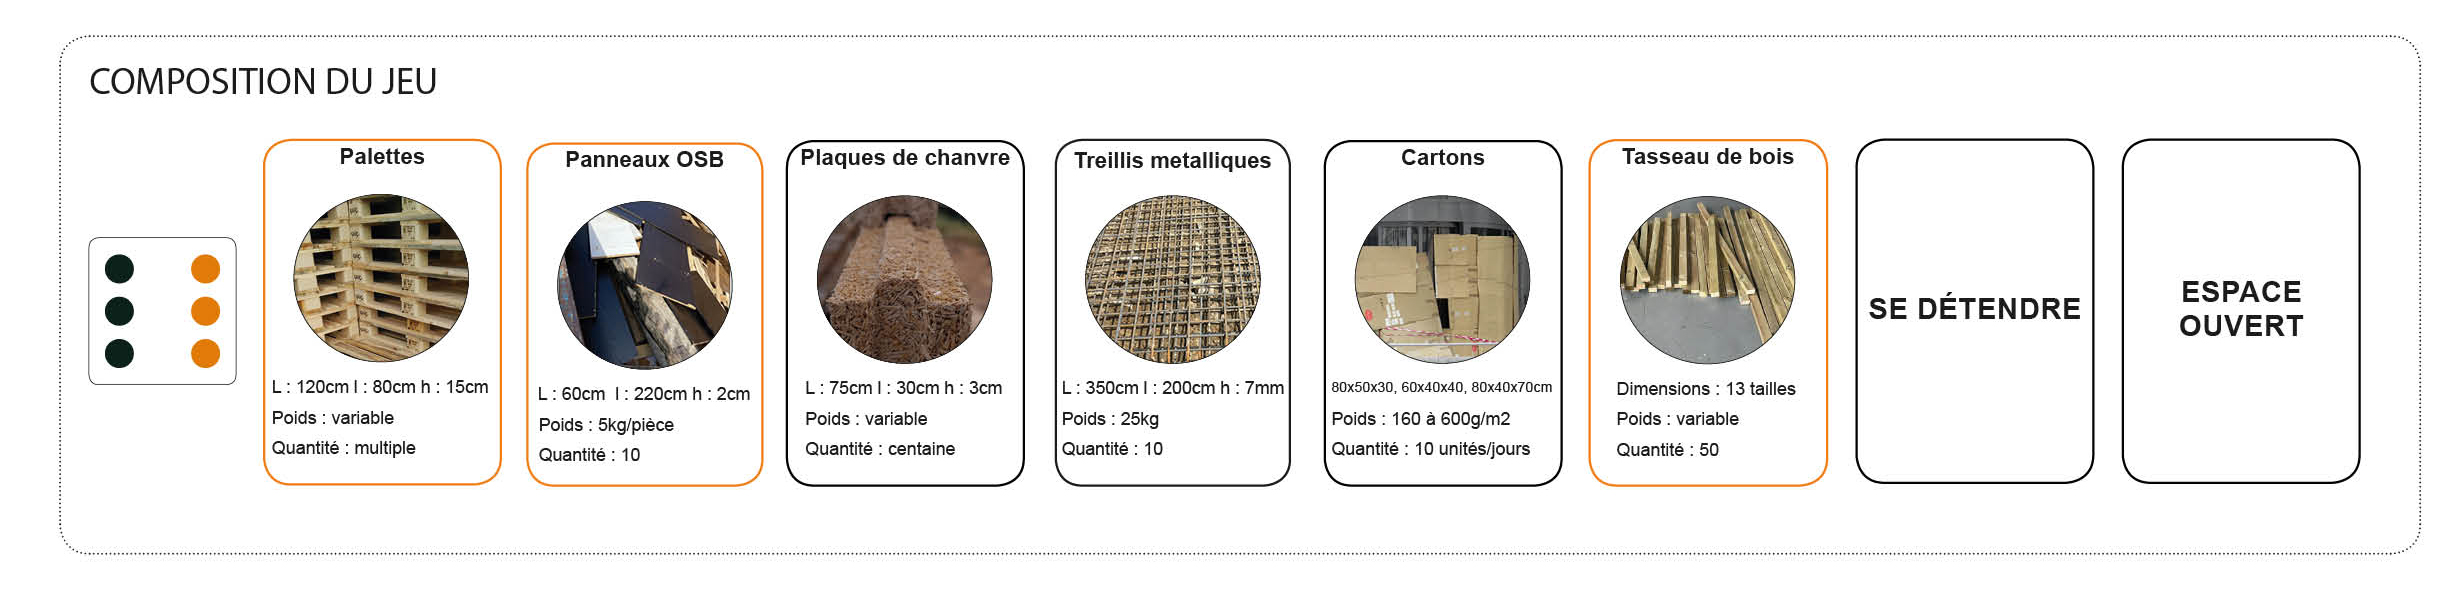 COMPOSITION DU JEU
Palettes
L : 120cm l : 80cm h : 15cm
Poids : variable
Quantité : multiple
Panneaux OSB
L : 60cm  l : 220cm h : 2cm
Poids : 5kg/pièce
Quantité : 10
Plaques de chanvre
L : 75cm l : 30cm h : 3cm
Poids : variable
Quantité : centaine
Treillis metalliques
L : 350cm l : 200cm h : 7mm
Poids : 25kg
Quantité : 10
Cartons
80x50x30, 60x40x40, 80x40x70cm
Poids : 160 à 600g/m2
Quantité : 10 unités/jours
Tasseau de bois
Dimensions : 13 tailles
Poids : variable
Quantité : 50
SE DÉTENDRE
ESPACE
OUVERT